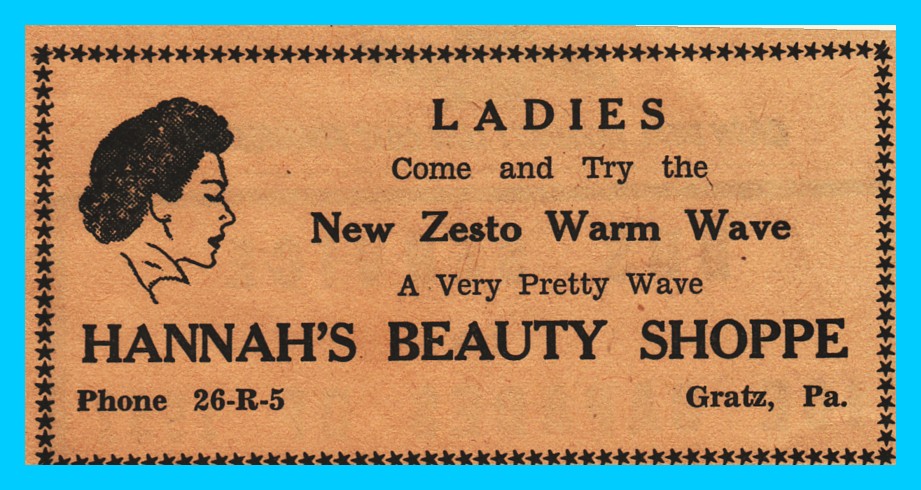 LADIES
Come and Try the
New Zesto Warm Wave
A Very Pretty Wave
HANNAH'S BEAUTY SHOPPE
Phone 26-R-5 Gratz, Pa.